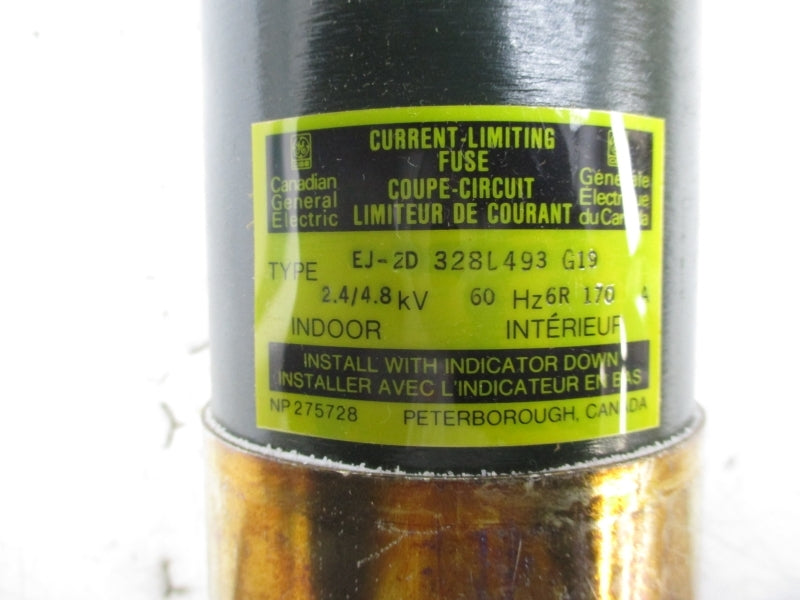 CURRENT-LIMITING
FUSE
COUPE-CIRCUIT
LIMITEUR DE COURANT
Canadian
General
Electric
Générale
Électrique
du Canada
TYPE EJ-2D 328L493 G19
2.4/4.8 kV 60 Hz 6R 170 A
INDOOR INTÉRIEUR
INSTALL WITH INDICATOR DOWN
INSTALLER AVEC L'INDICATEUR EN BAS
NP 275728 PETERBOROUGH, CANADA